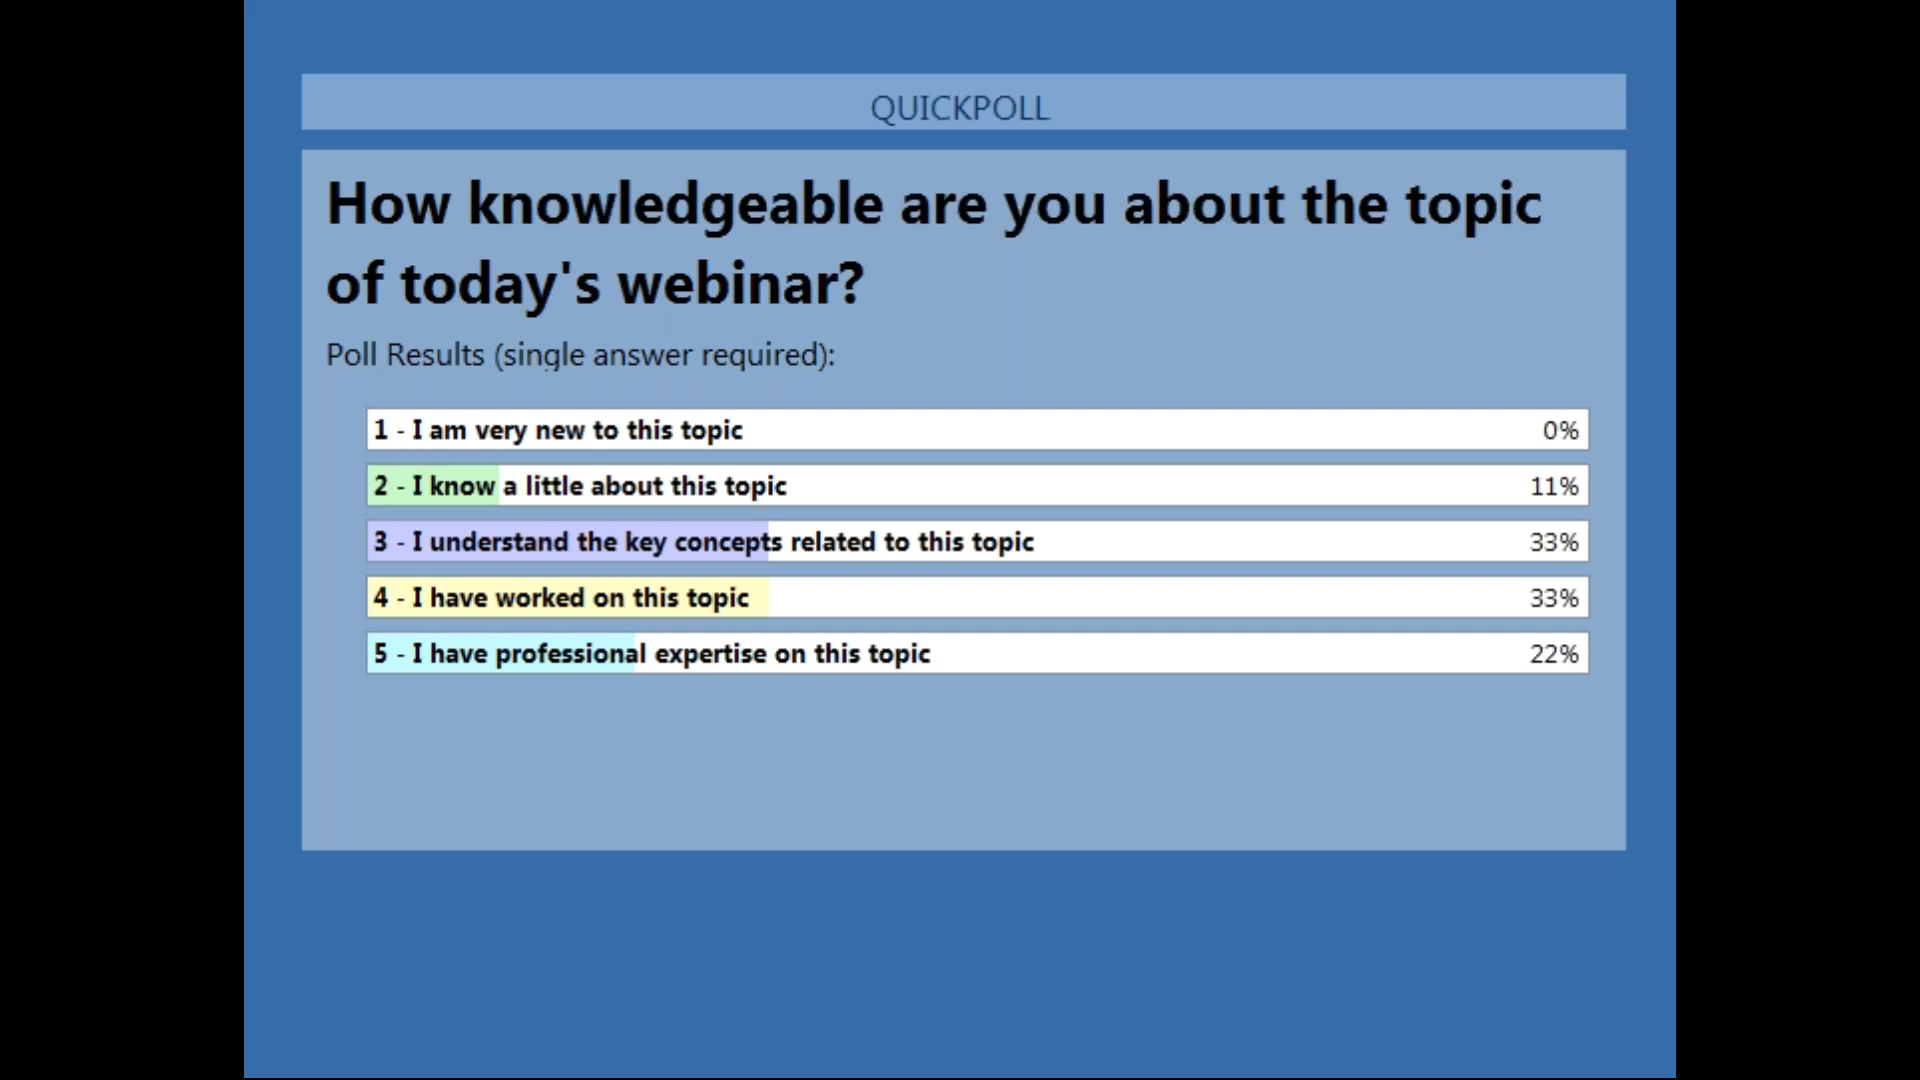 QUICKPOLL
How knowledgeable are you about the topic
of today's webinar?
Poll Results (single answer required):
1 - I am very new to this topic 0%
2 - I know a little about this topic 11%
3 - I understand the key concepts related to this topic 33%
4 - I have worked on this topic 33%
5 - I have professional expertise on this topic 22%